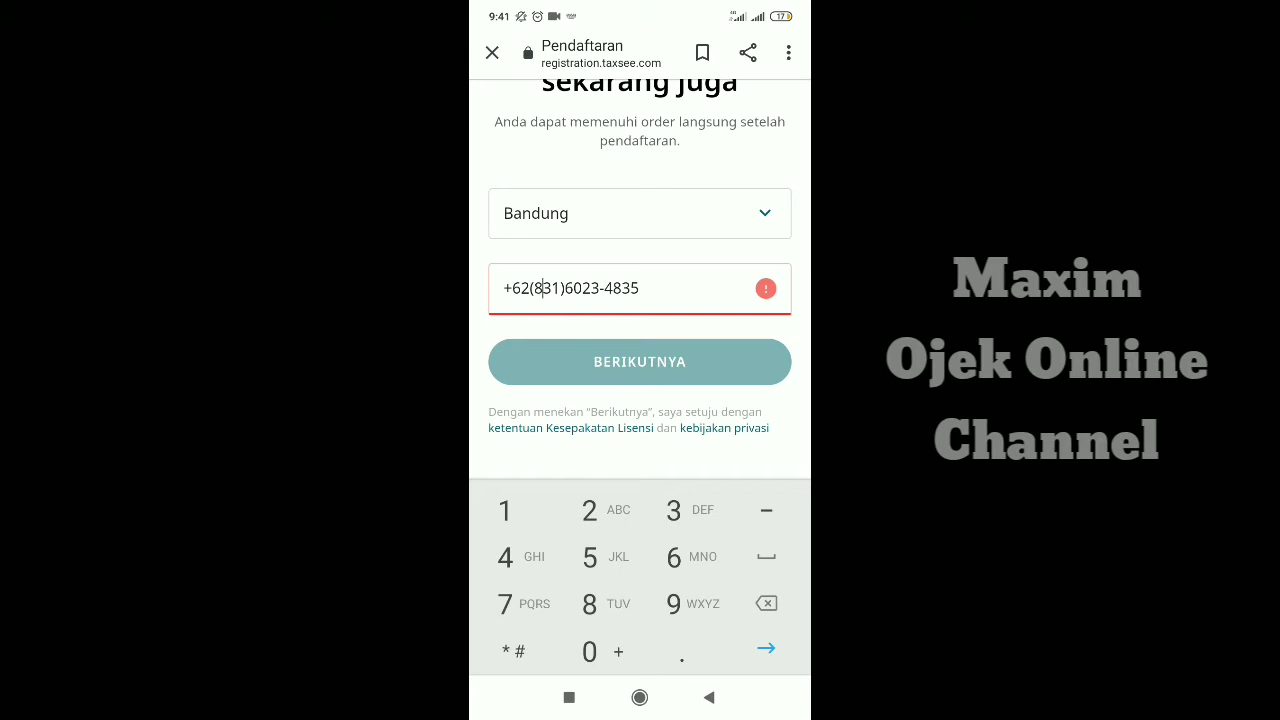 9:41
17
Pendaftaran
registration.taxsee.com
sekarang juga
Anda dapat memenuhi order langsung setelah
pendaftaran.
Bandung
+62(831)6023-4835
BERIKUTNYA
Dengan menekan “Berikutnya”, saya setuju dengan
ketentuan Kesepakatan Lisensi dan kebijakan privasi
1 2 ABC 3 DEF -
4 GHI 5 JKL 6 MNO
7 PQRS 8 TUV 9 WXYZ
* # 0 + .
Maxim
Ojek Online
Channel